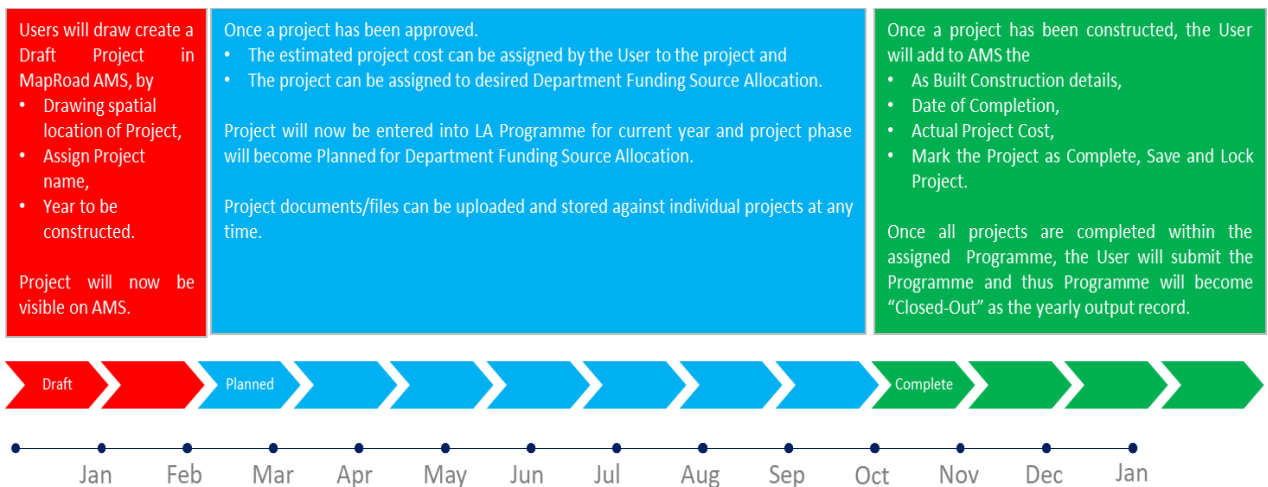 Users will draw create a
Draft Project in
MapRoad AMS, by
• Drawing spatial
location of Project,
• Assign Project
name,
• Year to be
constructed.
Project will now be
visible on AMS.
Once a project has been approved.
• The estimated project cost can be assigned by the User to the project and
• The project can be assigned to desired Department Funding Source Allocation.
Project will now be entered into LA Programme for current year and project phase
will become Planned for Department Funding Source Allocation.
Project documents/files can be uploaded and stored against individual projects at any
time.
Once a project has been constructed, the User
will add to AMS the
• As Built Construction details,
• Date of Completion,
• Actual Project Cost,
• Mark the Project as Complete, Save and Lock
Project.
Once all projects are completed within the
assigned Programme, the User will submit the
Programme and thus Programme will become
“Closed-Out” as the yearly output record.
Draft
Planned
Complete
Jan Feb Mar Apr May Jun Jul Aug Sep Oct Nov Dec Jan